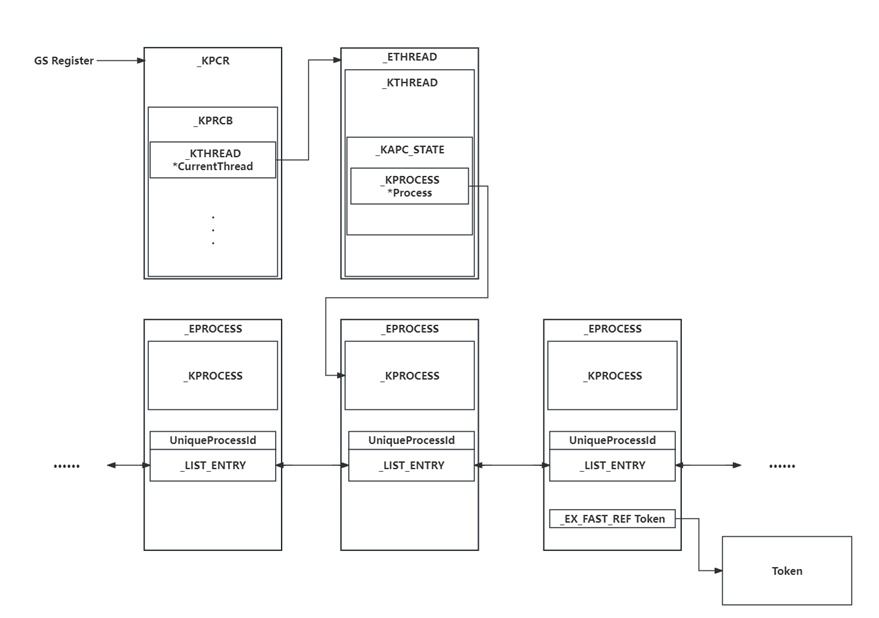 GS Register
_KPCR
_KPRCB
_KTHREAD
*CurrentThread
.
.
.
_ETHREAD
_KTHREAD
_KAPC_STATE
_KPROCESS
*Process
_EPROCESS
_KPROCESS
UniqueProcessId
_LIST_ENTRY
_EPROCESS
_KPROCESS
UniqueProcessId
_LIST_ENTRY
_EPROCESS
_KPROCESS
UniqueProcessId
_LIST_ENTRY
_EX_FAST_REF Token
......
......
Token